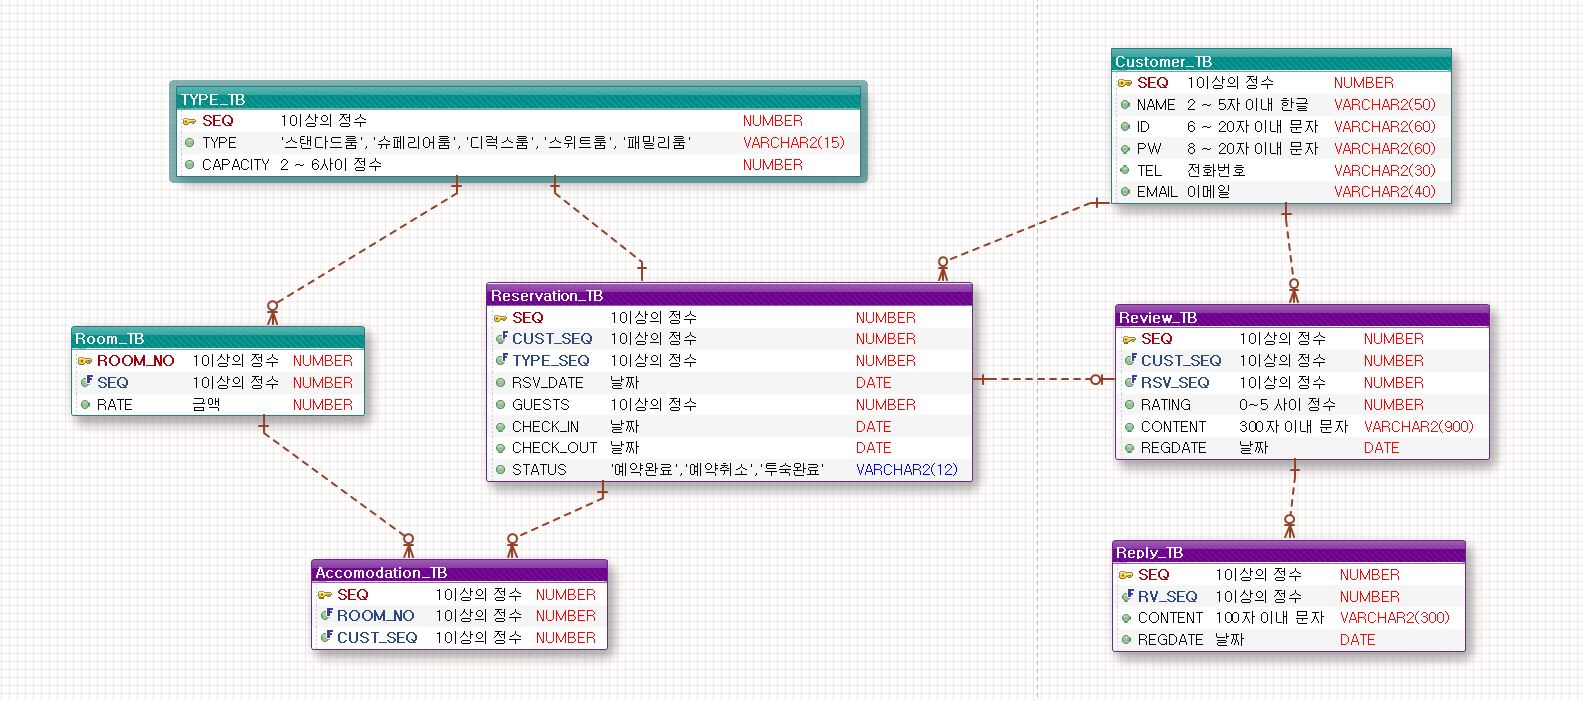 TYPE_TB
SEQ 1이상의 정수 NUMBER
TYPE '스탠다드룸', '슈페리어룸', '디럭스룸', '스위트룸', '패밀리룸' VARCHAR2(15)
CAPACITY 2 ~ 6사이 정수 NUMBER
Customer_TB
SEQ 1이상의 정수 NUMBER
NAME 2 ~ 5자 이내 한글 VARCHAR2(50)
ID 6 ~ 20자 이내 문자 VARCHAR2(60)
PW 8 ~ 20자 이내 문자 VARCHAR2(60)
TEL 전화번호 VARCHAR2(30)
EMAIL 이메일 VARCHAR2(40)
Room_TB
ROOM_NO 1이상의 정수 NUMBER
SEQ 1이상의 정수 NUMBER
RATE 금액 NUMBER
Reservation_TB
SEQ 1이상의 정수 NUMBER
CUST_SEQ 1이상의 정수 NUMBER
TYPE_SEQ 1이상의 정수 NUMBER
RSV_DATE 날짜 DATE
GUESTS 1이상의 정수 NUMBER
CHECK_IN 날짜 DATE
CHECK_OUT 날짜 DATE
STATUS '예약완료','예약취소','투숙완료' VARCHAR2(12)
Review_TB
SEQ 1이상의 정수 NUMBER
CUST_SEQ 1이상의 정수 NUMBER
RSV_SEQ 1이상의 정수 NUMBER
RATING 0~5 사이 정수 NUMBER
CONTENT 300자 이내 문자 VARCHAR2(900)
REGDATE 날짜 DATE
Accomodation_TB
SEQ 1이상의 정수 NUMBER
ROOM_NO 1이상의 정수 NUMBER
CUST_SEQ 1이상의 정수 NUMBER
Reply_TB
SEQ 1이상의 정수 NUMBER
RV_SEQ 1이상의 정수 NUMBER
CONTENT 100자 이내 문자 VARCHAR2(300)
REGDATE 날짜 DATE